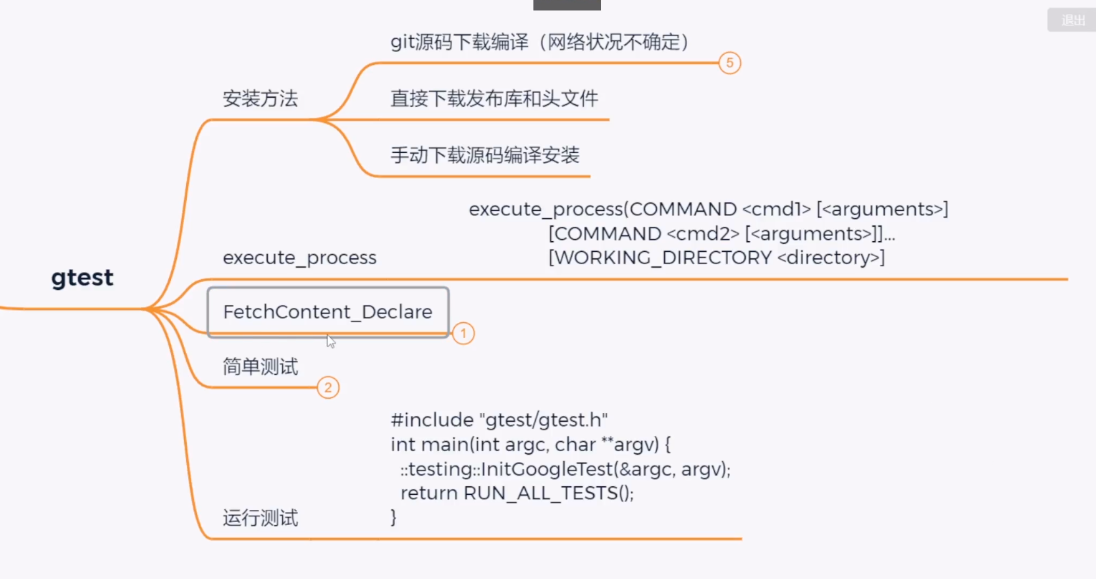 退出
git源码下载编译（网络状况不确定）
5
安装方法
直接下载发布库和头文件
手动下载源码编译安装
execute_process(COMMAND <cmd1> [<arguments>]
[COMMAND <cmd2> [<arguments>]]...
[WORKING_DIRECTORY <directory>]
execute_process
gtest
FetchContent_Declare
1
简单测试
2
#include "gtest/gtest.h"
int main(int argc, char **argv) {
::testing::InitGoogleTest(&argc, argv);
return RUN_ALL_TESTS();
}
运行测试